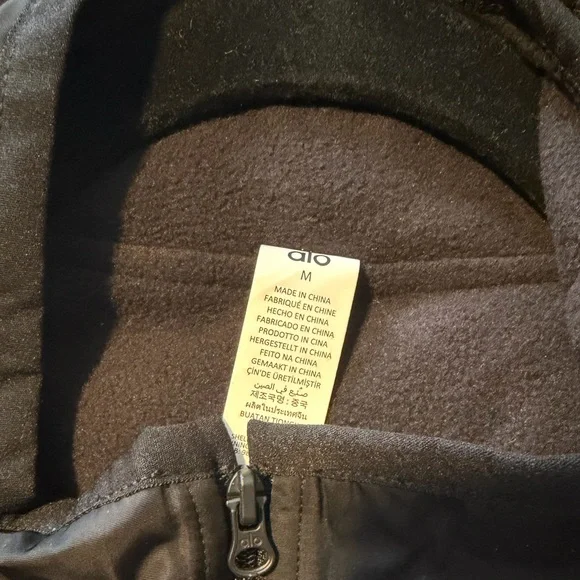 alo
M
MADE IN CHINA
FABRIQUÉ EN CHINE
HECHO EN CHINA
FABRICADO EN CHINA
PRODOTTO IN CINA
HERGESTELLT IN CHINA
FEITO NA CHINA
GEMAAKT IN CHINA
ÇİN'DE ÜRETİLMİŞTİR
صنع في الصين
제조국명 : 중국
ผลิตในประเทศจีน
BUATAN
SHEL
alo